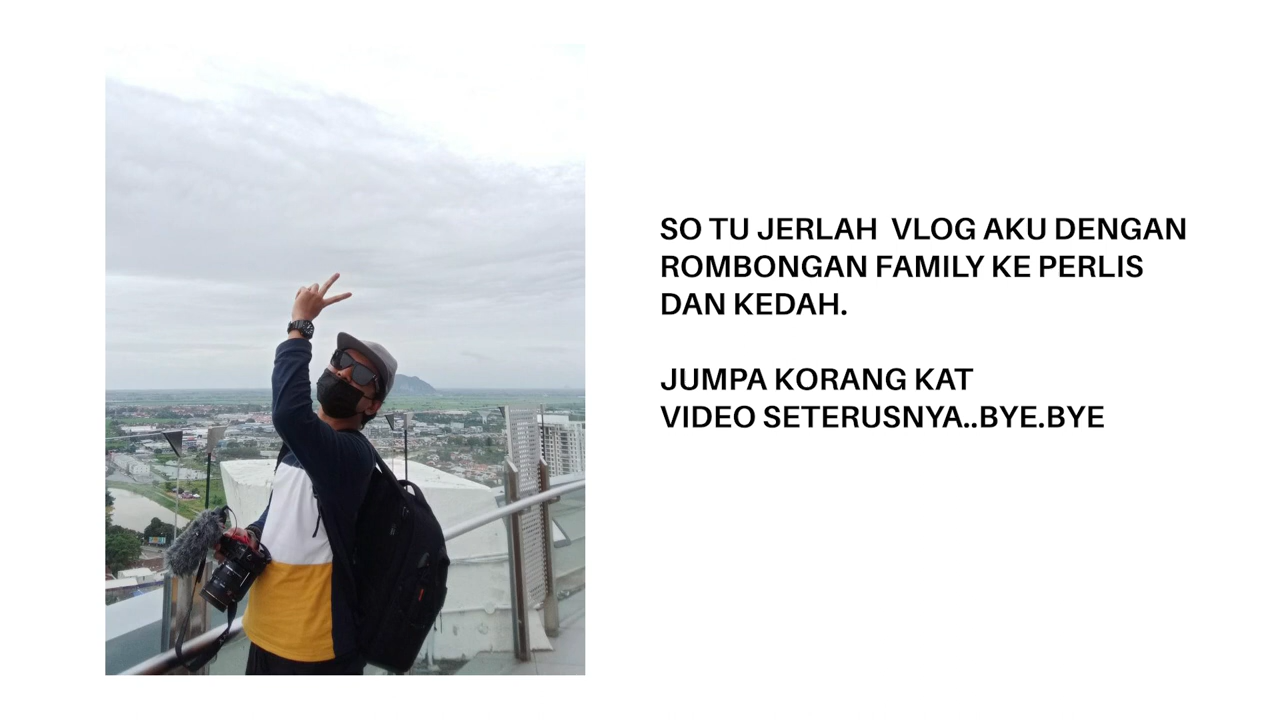 SO TU JERLAH  VLOG AKU DENGAN
ROMBONGAN FAMILY KE PERLIS
DAN KEDAH.
JUMPA KORANG KAT
VIDEO SETERUSNYA..BYE.BYE